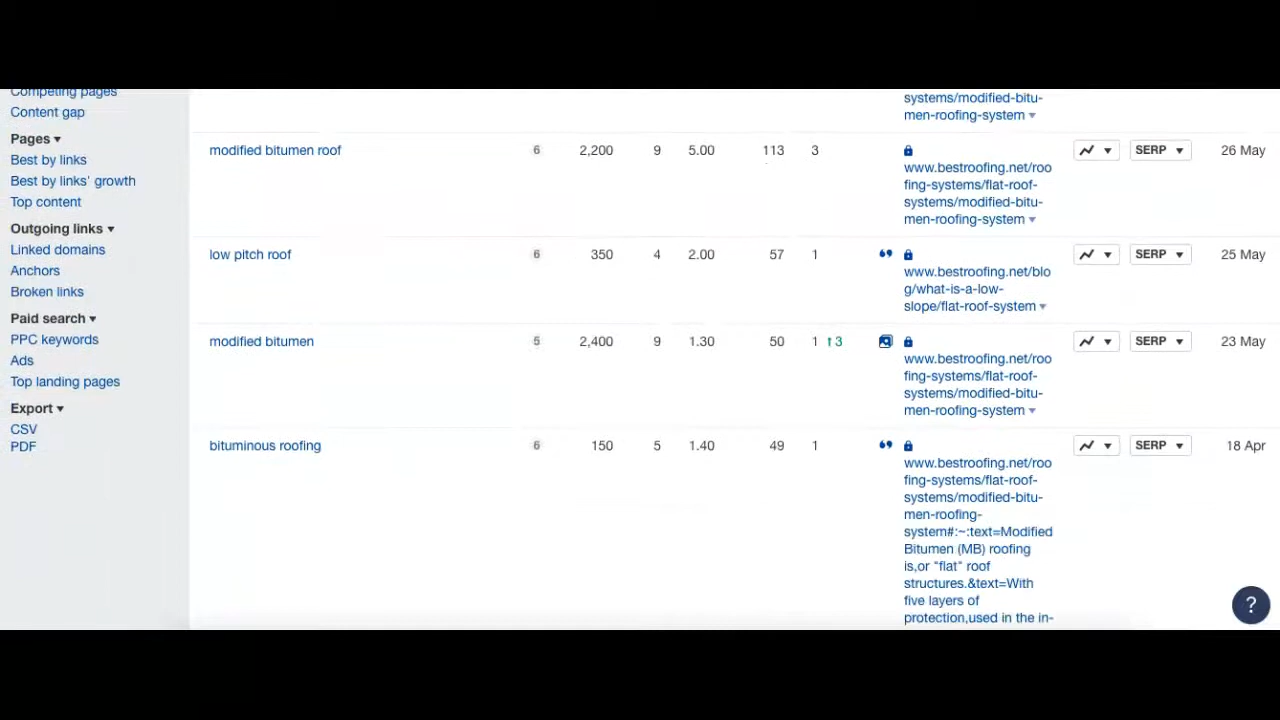 Competing pages
Content gap
Pages
Best by links
Best by links' growth
Top content
Outgoing links
Linked domains
Anchors
Broken links
Paid search
PPC keywords
Ads
Top landing pages
Export
CSV
PDF
systems/modified-bitu-
men-roofing-system
modified bitumen roof 6 2,200 9 5.00 113 3 SERP 26 May
www.bestroofing.net/roo
fing-systems/flat-roof-
systems/modified-bitu-
men-roofing-system
low pitch roof 6 350 4 2.00 57 1 SERP 25 May
www.bestroofing.net/blo
g/what-is-a-low-
slope/flat-roof-system
modified bitumen 6 2,400 9 1.30 50 1 ↑3 SERP 23 May
www.bestroofing.net/roo
fing-systems/flat-roof-
systems/modified-bitu-
men-roofing-system
bituminous roofing 6 150 5 1.40 49 1 SERP 18 Apr
www.bestroofing.net/roo
fing-systems/flat-roof-
systems/modified-bitu-
men-roofing-
system#:~:text=Modified
Bitumen (MB) roofing
is,or "flat" roof
structures.&text=With
five layers of
protection,used in the in-
?